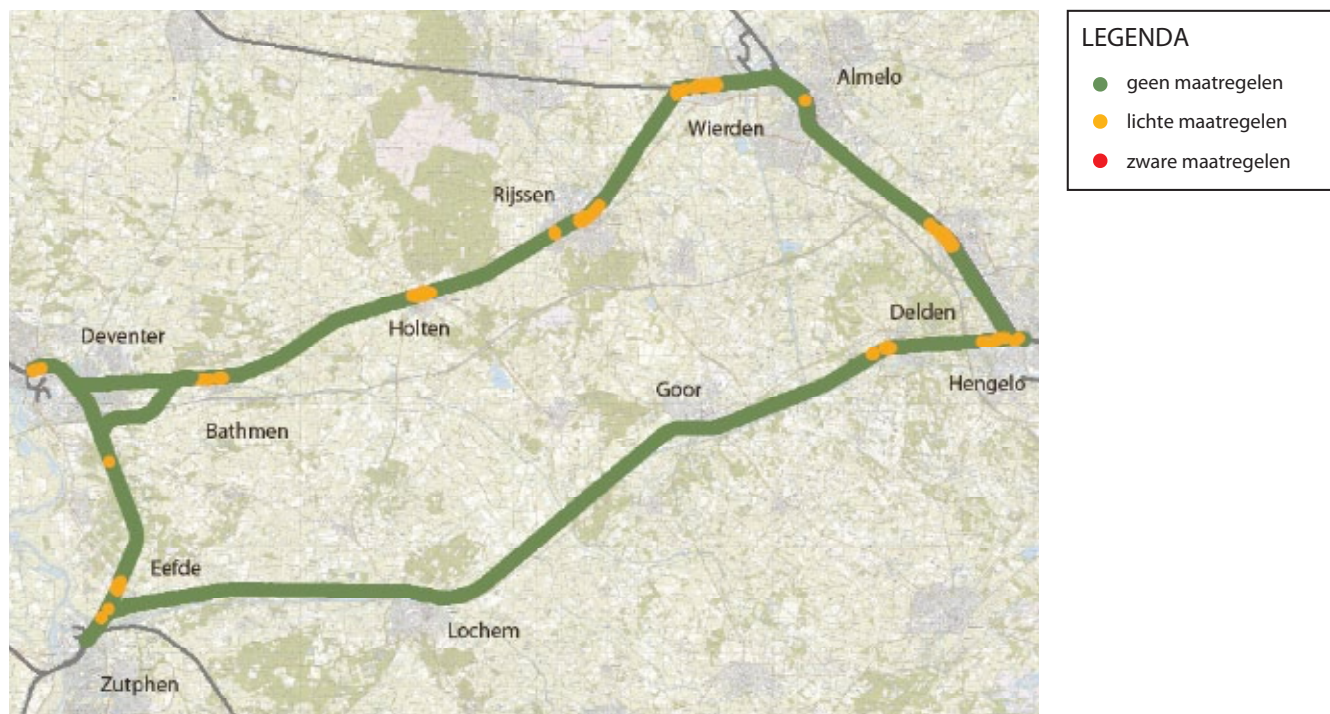 Almelo
Wierden
Rijssen
Delden
Holten
Deventer
Hengelo
Goor
Bathmen
Eefde
Lochem
Zutphen
LEGENDA
geen maatregelen
lichte maatregelen
zware maatregelen